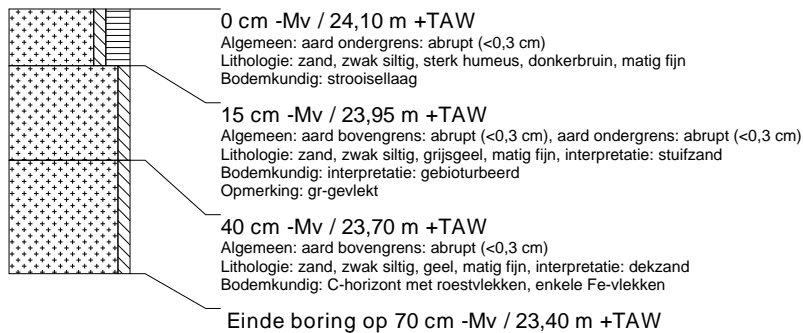 0 cm -Mv / 24,10 m +TAW
Algemeen: aard ondergrens: abrupt (<0,3 cm)
Lithologie: zand, zwak siltig, sterk humeus, donkerbruin, matig fijn
Bodemkundig: strooisellaag
15 cm -Mv / 23,95 m +TAW
Algemeen: aard bovengrens: abrupt (<0,3 cm), aard ondergrens: abrupt (<0,3 cm)
Lithologie: zand, zwak siltig, grijsgeel, matig fijn, interpretatie: stuifzand
Bodemkundig: interpretatie: gebioturbeerd
Opmerking: gr-gevlekt
40 cm -Mv / 23,70 m +TAW
Algemeen: aard bovengrens: abrupt (<0,3 cm)
Lithologie: zand, zwak siltig, geel, matig fijn, interpretatie: dekzand
Bodemkundig: C-horizont met roestvlekken, enkele Fe-vlekken
Einde boring op 70 cm -Mv / 23,40 m +TAW